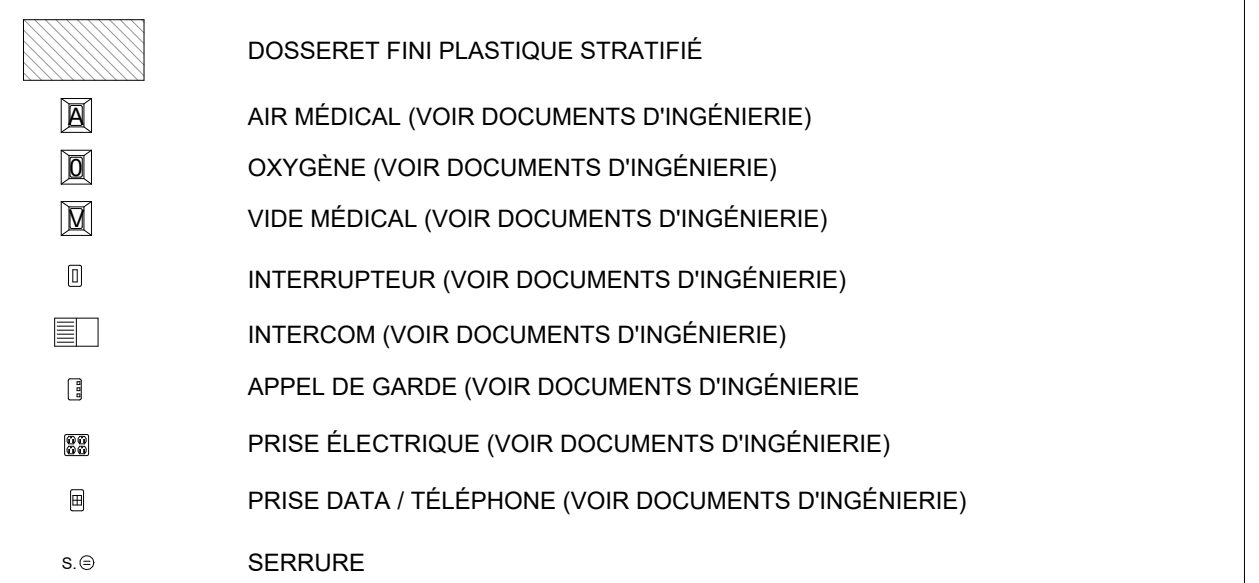 DOSSERET FINI PLASTIQUE STRATIFIÉ
A AIR MÉDICAL (VOIR DOCUMENTS D'INGÉNIERIE)
O OXYGÈNE (VOIR DOCUMENTS D'INGÉNIERIE)
V VIDE MÉDICAL (VOIR DOCUMENTS D'INGÉNIERIE)
INTERRUPTEUR (VOIR DOCUMENTS D'INGÉNIERIE)
INTERCOM (VOIR DOCUMENTS D'INGÉNIERIE)
APPEL DE GARDE (VOIR DOCUMENTS D'INGÉNIERIE
PRISE ÉLECTRIQUE (VOIR DOCUMENTS D'INGÉNIERIE)
PRISE DATA / TÉLÉPHONE (VOIR DOCUMENTS D'INGÉNIERIE)
S. SERRURE